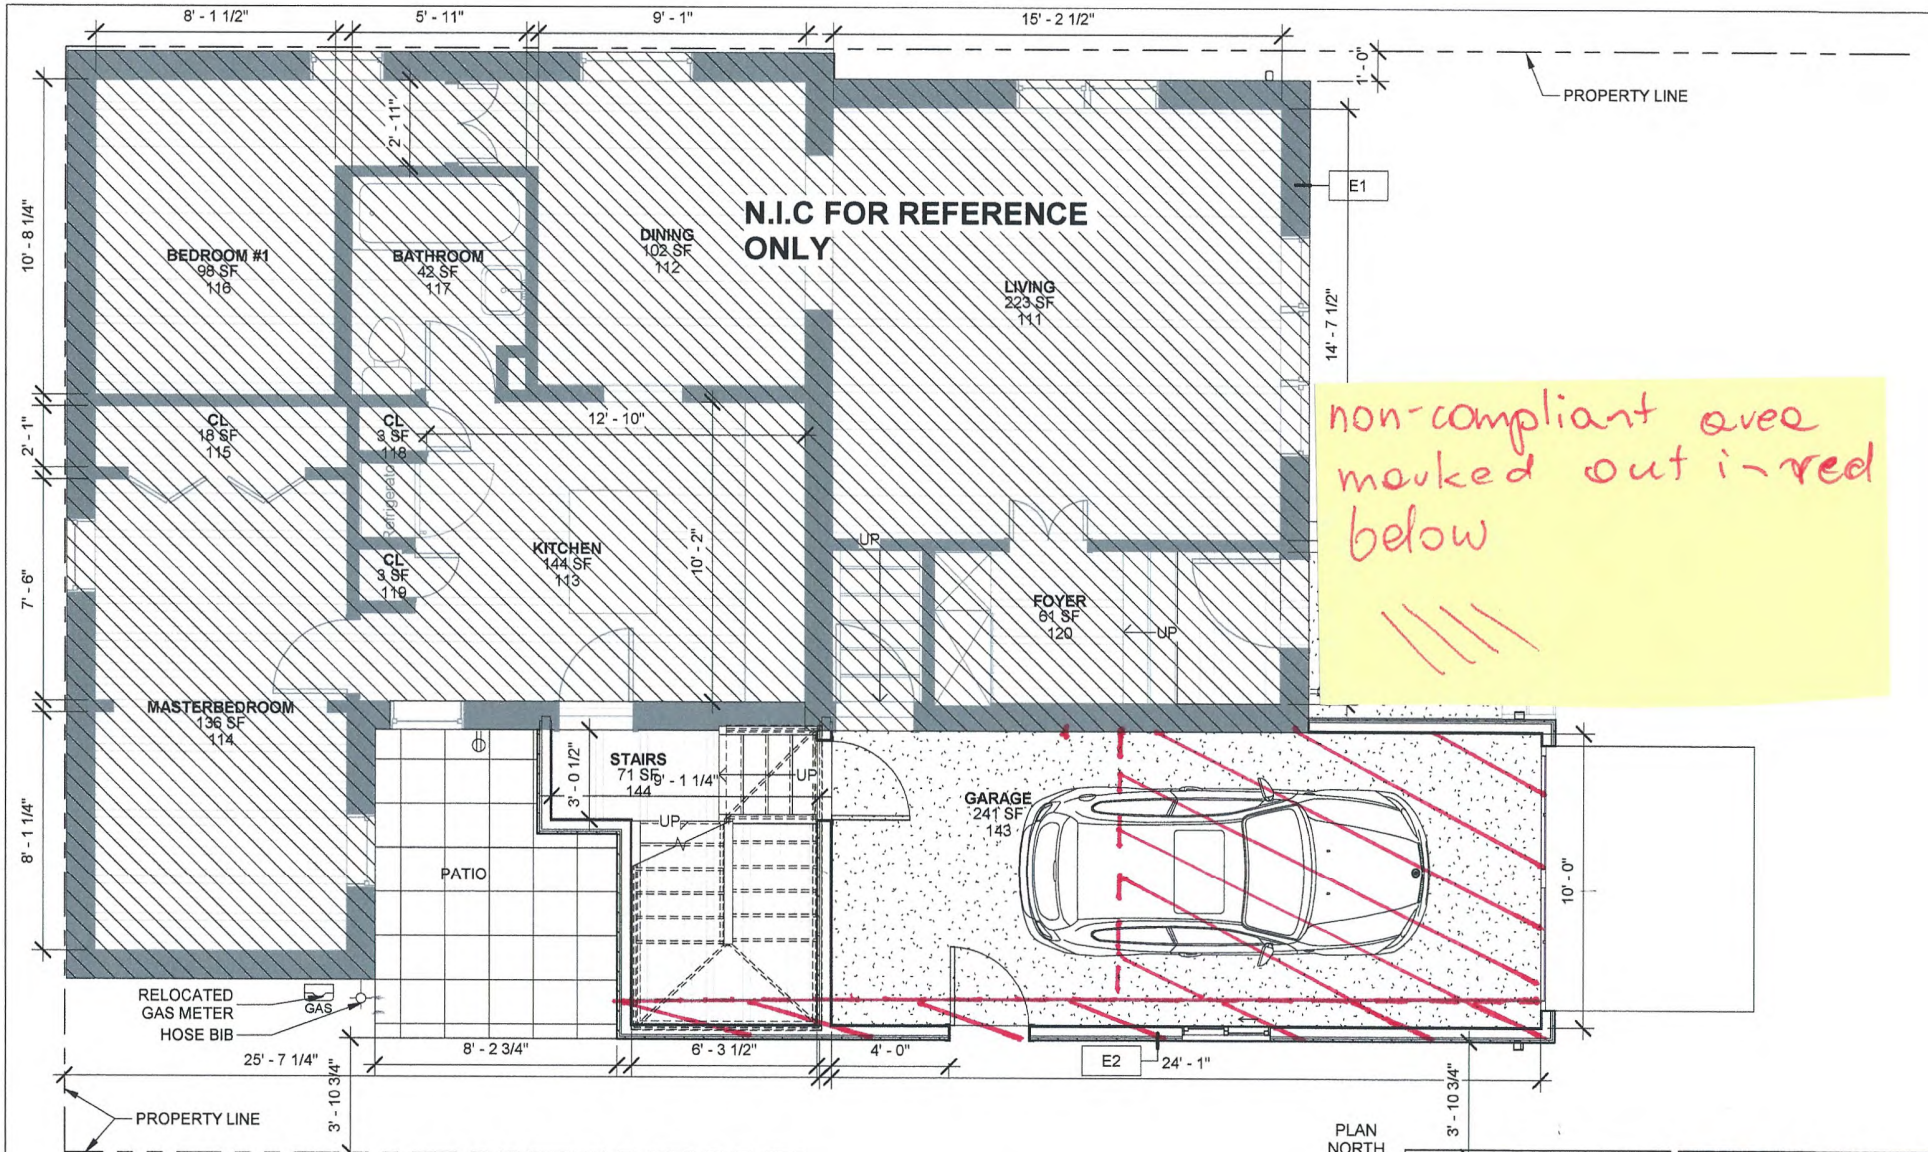 8' - 1 1/2"
5' - 11"
9' - 1"
15' - 2 1/2"
1' - 0"
PROPERTY LINE
2' - 11"
E1
N.I.C FOR REFERENCE
ONLY
10' - 8 1/4"
BEDROOM #1
98 SF
116
BATHROOM
42 SF
117
DINING
102 SF
112
LIVING
223 SF
111
14' - 7 1/2"
non-compliant area
marked out in red
below
2' - 1"
CL
18 SF
115
CL
3 SF
118
12' - 10"
Refrigerator
7' - 6"
CL
3 SF
119
KITCHEN
144 SF
113
10' - 2"
UP
FOYER
61 SF
120
UP
MASTERBEDROOM
136 SF
114
8' - 1 1/4"
STAIRS
71 SF
144
3' - 0 1/2"
9' - 1 1/4"
UP
UP
GARAGE
241 SF
143
10' - 0"
PATIO
RELOCATED
GAS METER
GAS
HOSE BIB
25' - 7 1/4"
8' - 2 3/4"
6' - 3 1/2"
4' - 0"
E2
24' - 1"
3' - 10 3/4"
3' - 10 3/4"
PROPERTY LINE
PLAN
NORTH